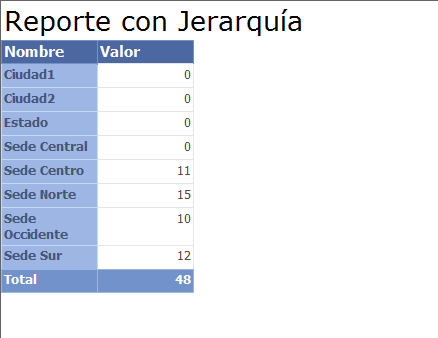 Reporte con Jerarquía
Nombre Valor
Ciudad1 0
Ciudad2 0
Estado 0
Sede Central 0
Sede Centro 11
Sede Norte 15
Sede 10
Occidente
Sede Sur 12
Total 48